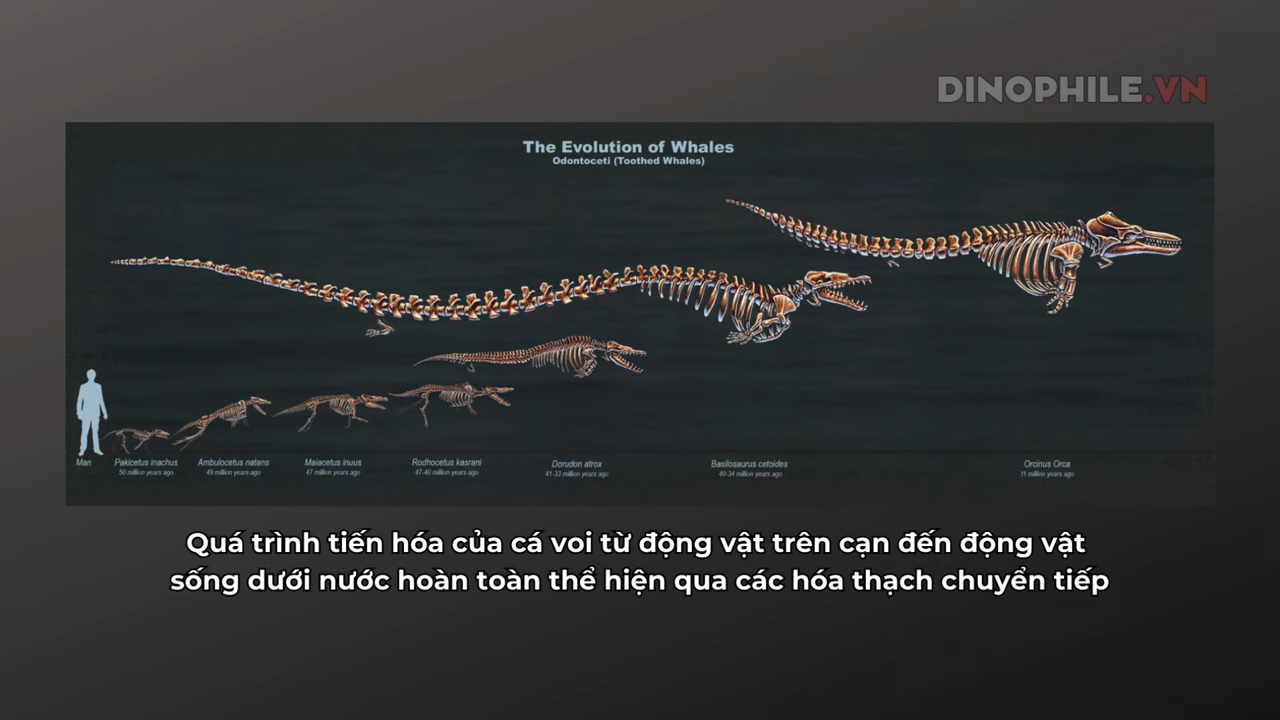 DINOPHILE.VN
The Evolution of Whales
Odontoceti (Toothed Whales)
Man Pakicetus inachus Ambulocetus natans Maiacetus inuus Rodhocetus kasrani Dorudon atrox Basilosaurus cetoides Orcinus Orca
50 million years ago 49 million years ago 47 million years ago 47-40 million years ago 41-33 million years ago 40-34 million years ago 11 million years ago
Quá trình tiến hóa của cá voi từ động vật trên cạn đến động vật
sống dưới nước hoàn toàn thể hiện qua các hóa thạch chuyển tiếp